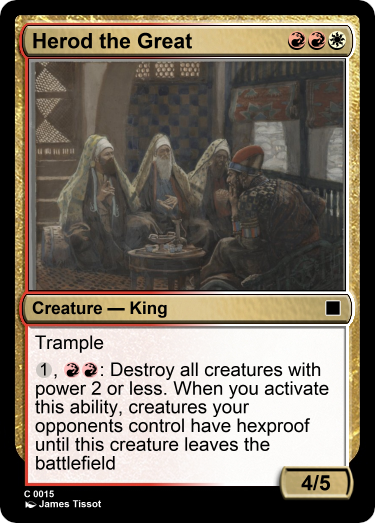 Herod the Great
Creature — King
Trample
1, : Destroy all creatures with
power 2 or less. When you activate
this ability, creatures your
opponents control have hexproof
until this creature leaves the
battlefield
4/5
C 0015
James Tissot